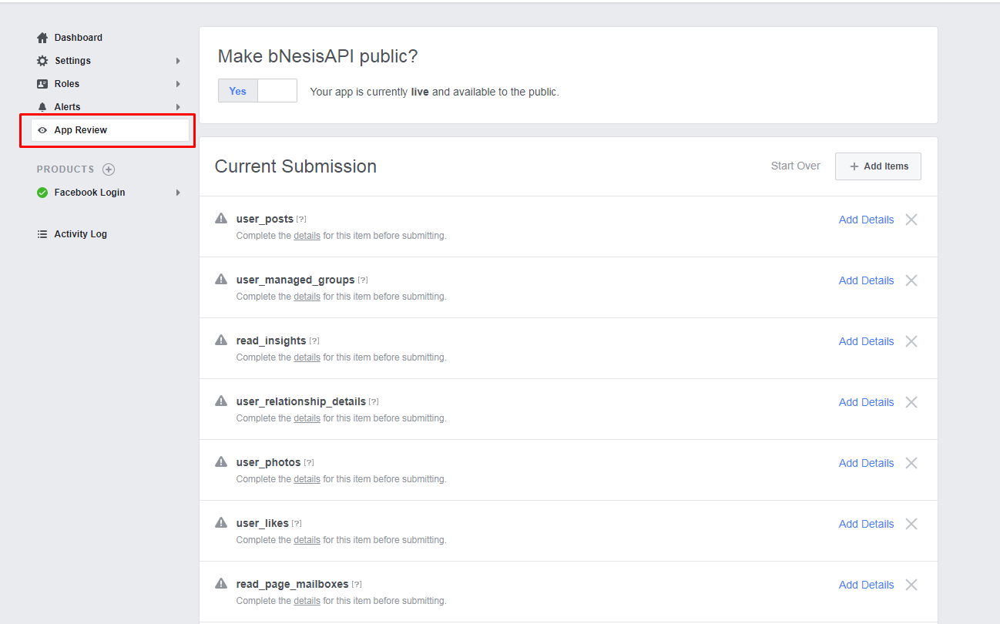 Dashboard
Settings
Roles
Alerts
App Review
PRODUCTS
Facebook Login
Activity Log
Make bNesisAPI public?
Yes
Your app is currently live and available to the public.
Current Submission
Start Over
+ Add Items
user_posts [?]
Add Details
Complete the details for this item before submitting.
user_managed_groups [?]
Add Details
Complete the details for this item before submitting.
read_insights [?]
Add Details
Complete the details for this item before submitting.
user_relationship_details [?]
Add Details
Complete the details for this item before submitting.
user_photos [?]
Add Details
Complete the details for this item before submitting.
user_likes [?]
Add Details
Complete the details for this item before submitting.
read_page_mailboxes [?]
Add Details
Complete the details for this item before submitting.